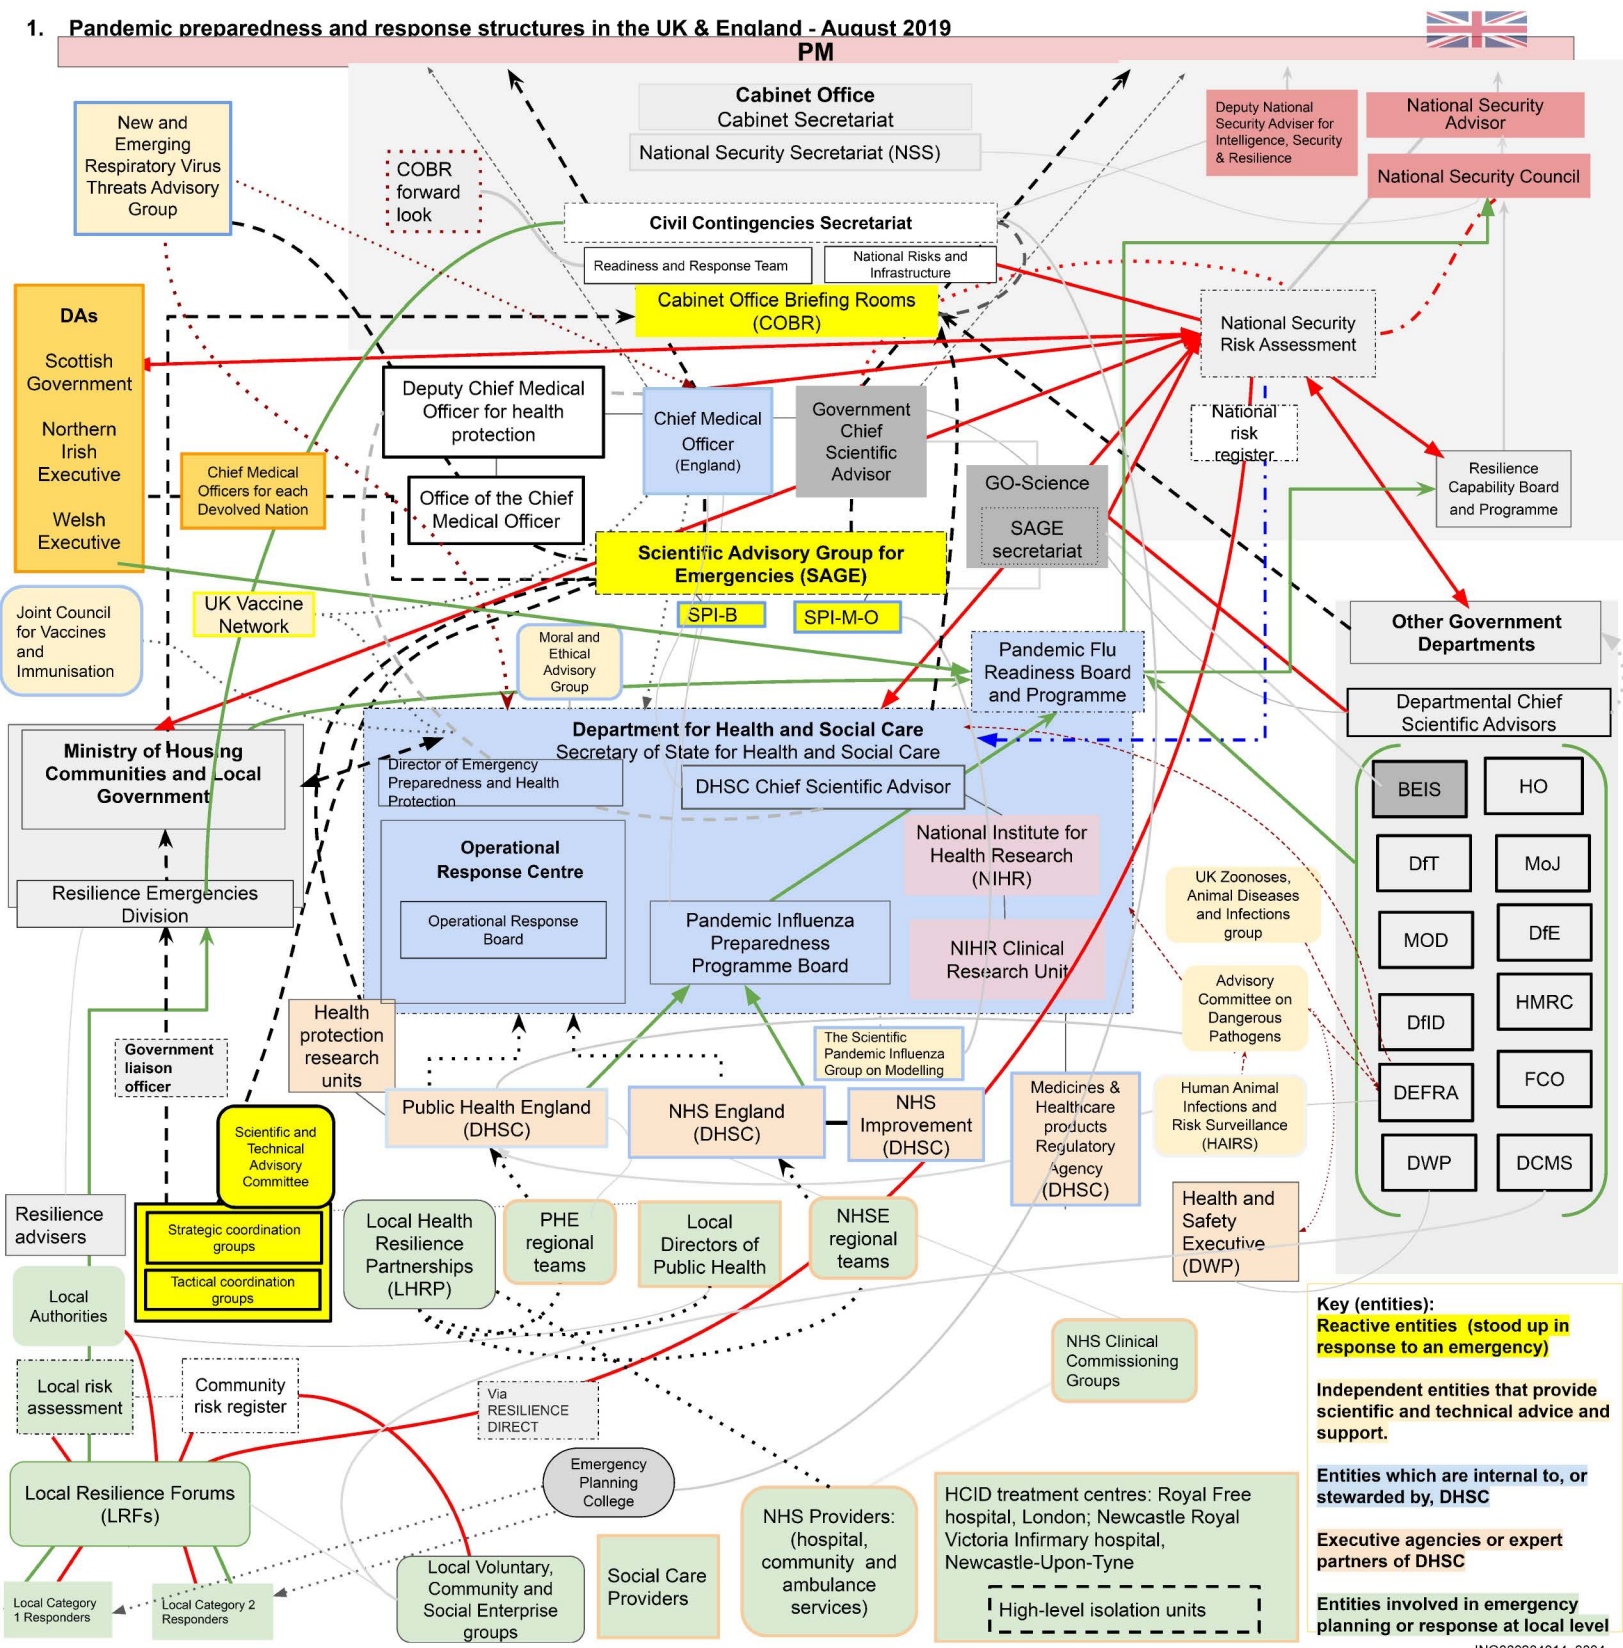 1. Pandemic preparedness and response structures in the UK & England - August 2019
PM
Cabinet Office
Cabinet Secretariat
National Security Secretariat (NSS)
Deputy National
Security Adviser for
Intelligence, Security
& Resilience
National Security
Advisor
National Security Council
New and
Emerging
Respiratory Virus
Threats Advisory
Group
COBR
forward
look
Civil Contingencies Secretariat
Readiness and Response Team
National Risks and
Infrastructure
Cabinet Office Briefing Rooms
(COBR)
National Security
Risk Assessment
DAs
Scottish
Government
Northern
Irish
Executive
Welsh
Executive
Chief Medical
Officers for each
Devolved Nation
Deputy Chief Medical
Officer for health
protection
Office of the Chief
Medical Officer
Chief Medical
Officer
(England)
Government
Chief
Scientific
Advisor
GO-Science
SAGE
secretariat
National
risk
register
Resilience
Capability Board
and Programme
Scientific Advisory Group for
Emergencies (SAGE)
SPI-B
SPI-M-O
Joint Council
for Vaccines
and
Immunisation
UK Vaccine
Network
Moral and
Ethical
Advisory
Group
Pandemic Flu
Readiness Board
and Programme
Other Government
Departments
Departmental Chief
Scientific Advisors
Ministry of Housing
Communities and Local
Government
Resilience Emergencies
Division
Department for Health and Social Care
Secretary of State for Health and Social Care
Director of Emergency
Preparedness and Health
Protection
DHSC Chief Scientific Advisor
Operational
Response Centre
Operational Response
Board
Pandemic Influenza
Preparedness
Programme Board
National Institute for
Health Research
(NIHR)
NIHR Clinical
Research Unit
BEIS
HO
DfT
MoJ
MOD
DfE
DfID
HMRC
DEFRA
FCO
DWP
DCMS
UK Zoonoses,
Animal Diseases
and Infections
group
Advisory
Committee on
Dangerous
Pathogens
Human Animal
Infections and
Risk Surveillance
(HAIRS)
Health and
Safety
Executive
(DWP)
Health
protection
research
units
Government
liaison
officer
The Scientific
Pandemic Influenza
Group on Modelling
Public Health England
(DHSC)
NHS England
(DHSC)
NHS
Improvement
(DHSC)
Medicines &
Healthcare
products
Regulatory
Agency
(DHSC)
Scientific and
Technical
Advisory
Committee
Strategic coordination
groups
Tactical coordination
groups
Resilience
advisers
Local Health
Resilience
Partnerships
(LHRP)
PHE
regional
teams
Local
Directors of
Public Health
NHSE
regional
teams
Local
Authorities
Local risk
assessment
Community
risk register
Via
RESILIENCE
DIRECT
NHS Clinical
Commissioning
Groups
Local Resilience Forums
(LRFs)
Emergency
Planning
College
Local Category
1 Responders
Local Category 2
Responders
Local Voluntary,
Community and
Social Enterprise
groups
Social Care
Providers
NHS Providers:
(hospital,
community and
ambulance
services)
HCID treatment centres: Royal Free
hospital, London; Newcastle Royal
Victoria Infirmary hospital,
Newcastle-Upon-Tyne
High-level isolation units
Key (entities):
Reactive entities (stood up in
response to an emergency)
Independent entities that provide
scientific and technical advice and
support.
Entities which are internal to, or
stewarded by, DHSC
Executive agencies or expert
partners of DHSC
Entities involved in emergency
planning or response at local level